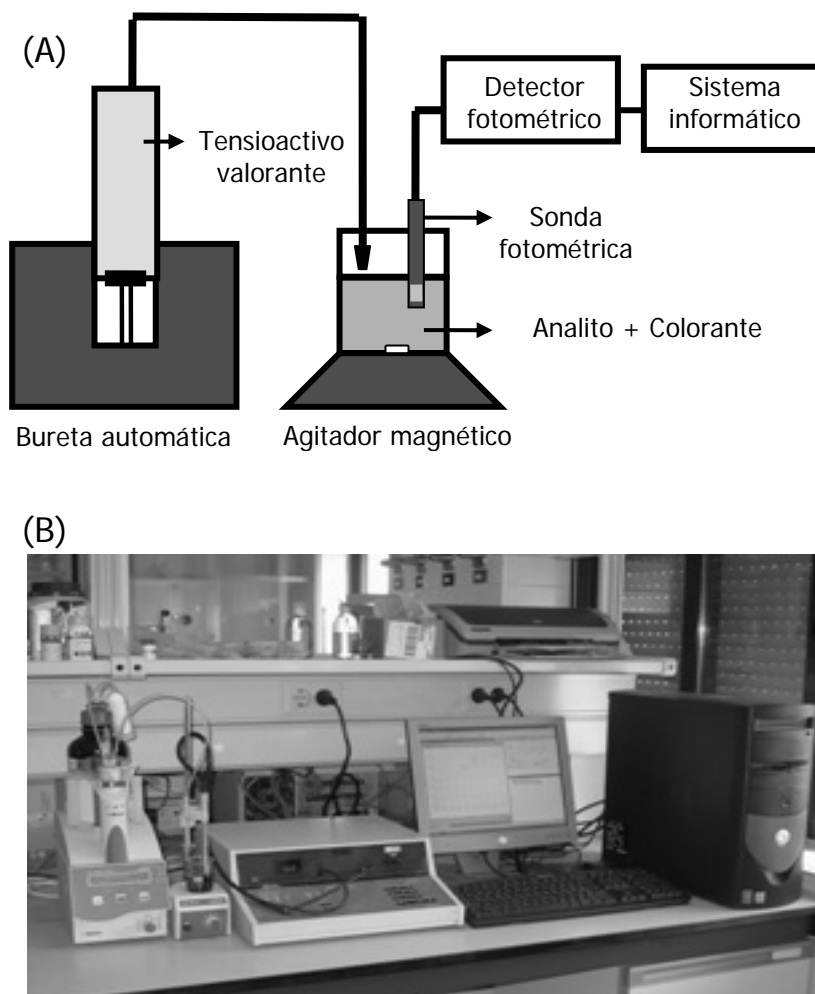 (A)
Detector
fotométrico
Sistema
informático
Tensioactivo
valorante
Sonda
fotométrica
Analito + Colorante
Bureta automática
Agitador magnético
(B)